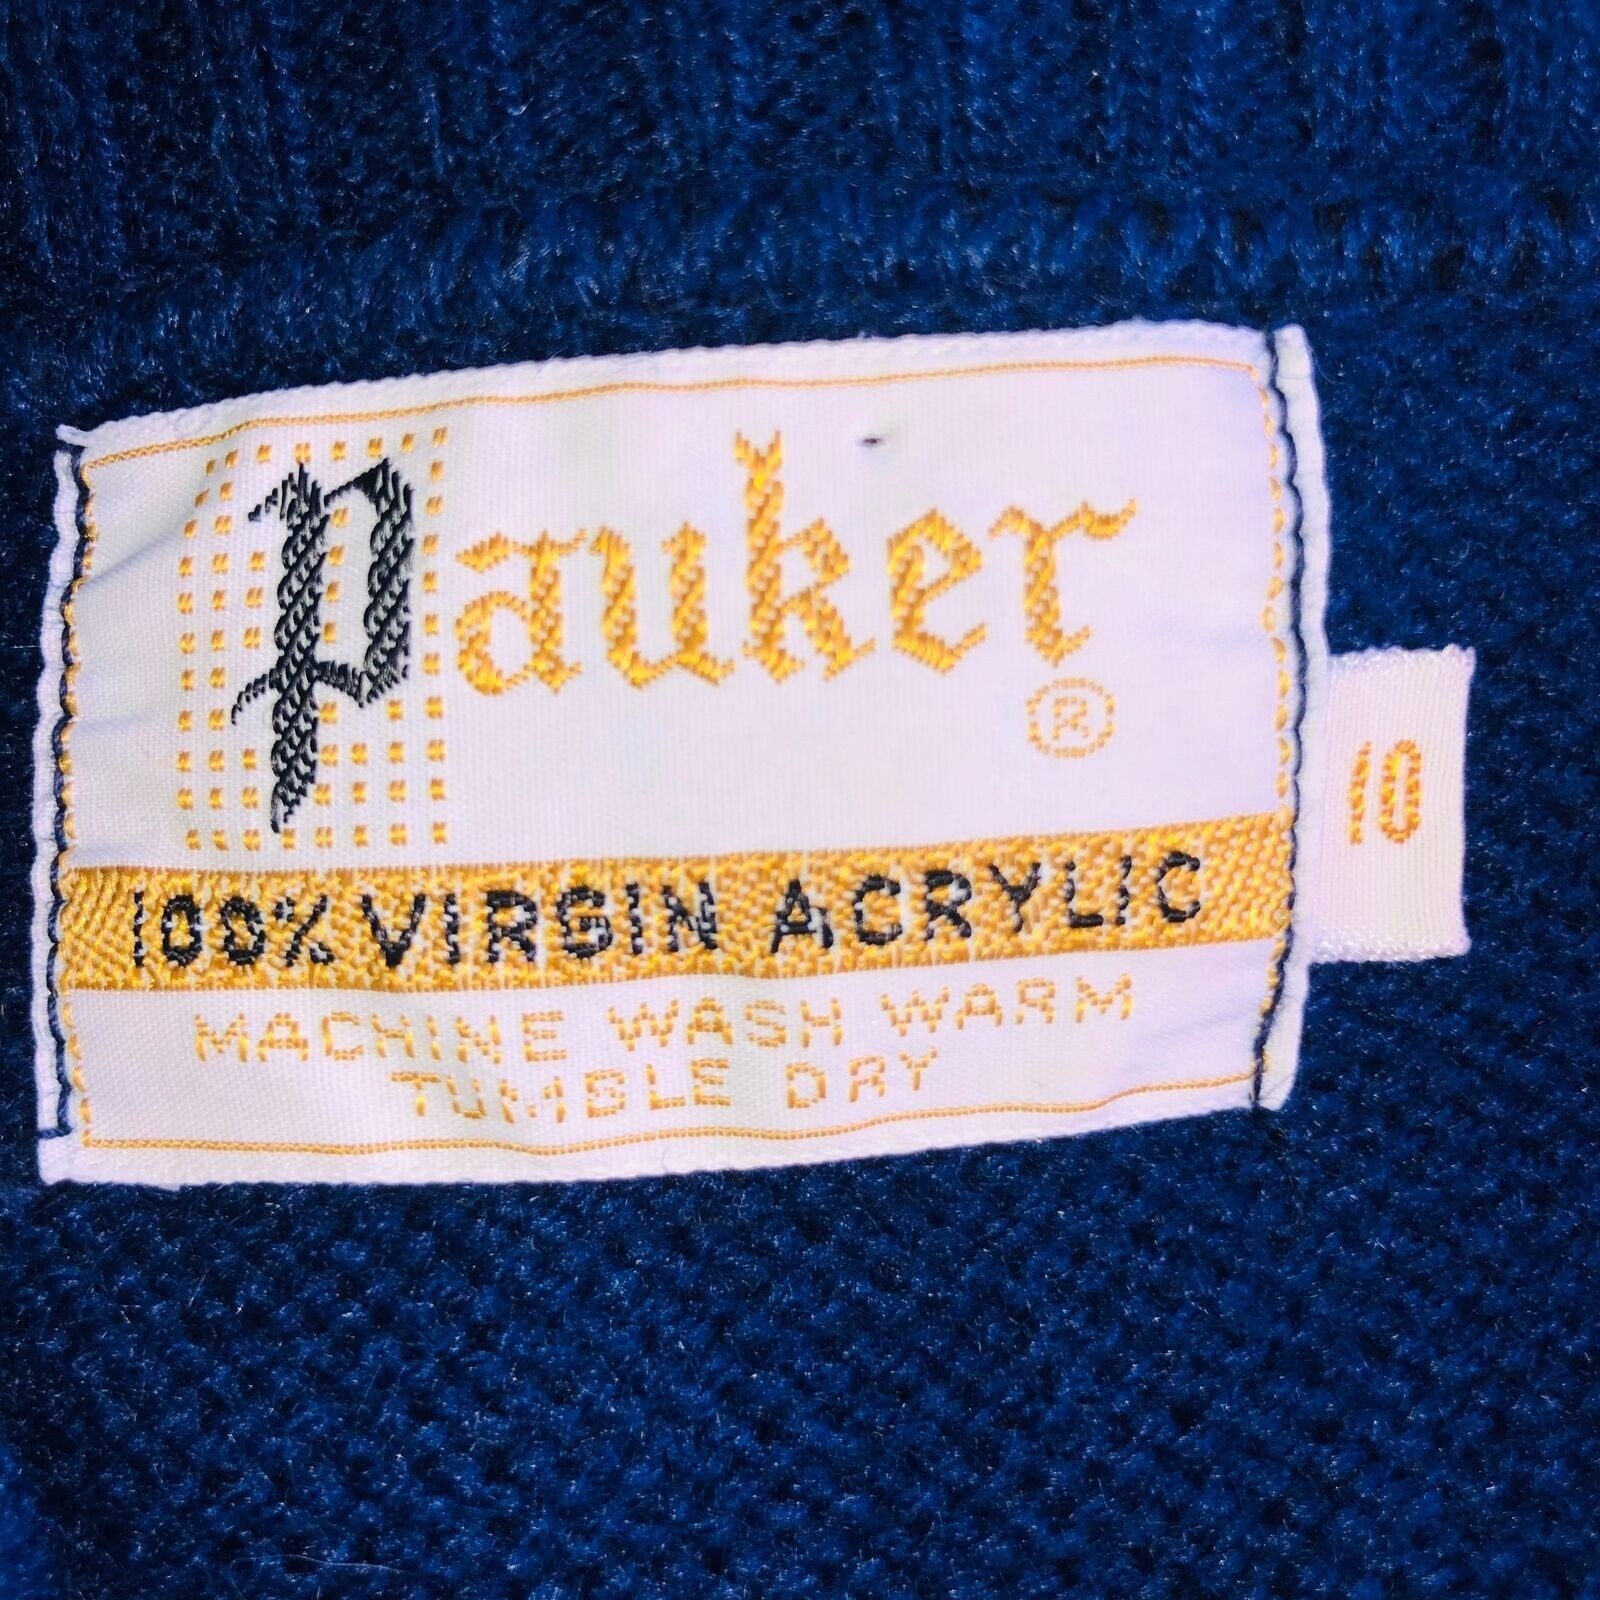 Pauker
®
10
100% VIRGIN ACRYLIC
MACHINE WASH WARM
TUMBLE DRY